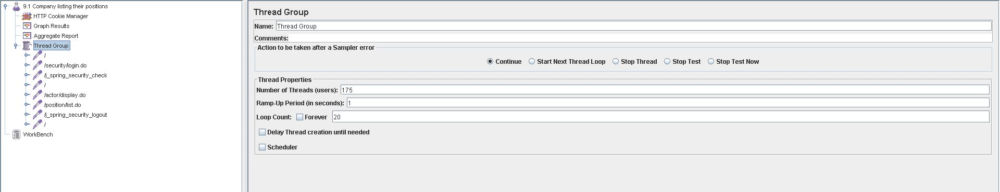 9.1 Company listing their positions
HTTP Cookie Manager
Graph Results
Aggregate Report
Thread Group
/
/security/login.do
/j_spring_security_check
/
/actor/display.do
/position/list.do
/j_spring_security_logout
/
WorkBench
Thread Group
Name: Thread Group
Comments:
Action to be taken after a Sampler error
Continue Start Next Thread Loop Stop Thread Stop Test Stop Test Now
Thread Properties
Number of Threads (users): 175
Ramp-Up Period (in seconds): 1
Loop Count: Forever 20
Delay Thread creation until needed
Scheduler